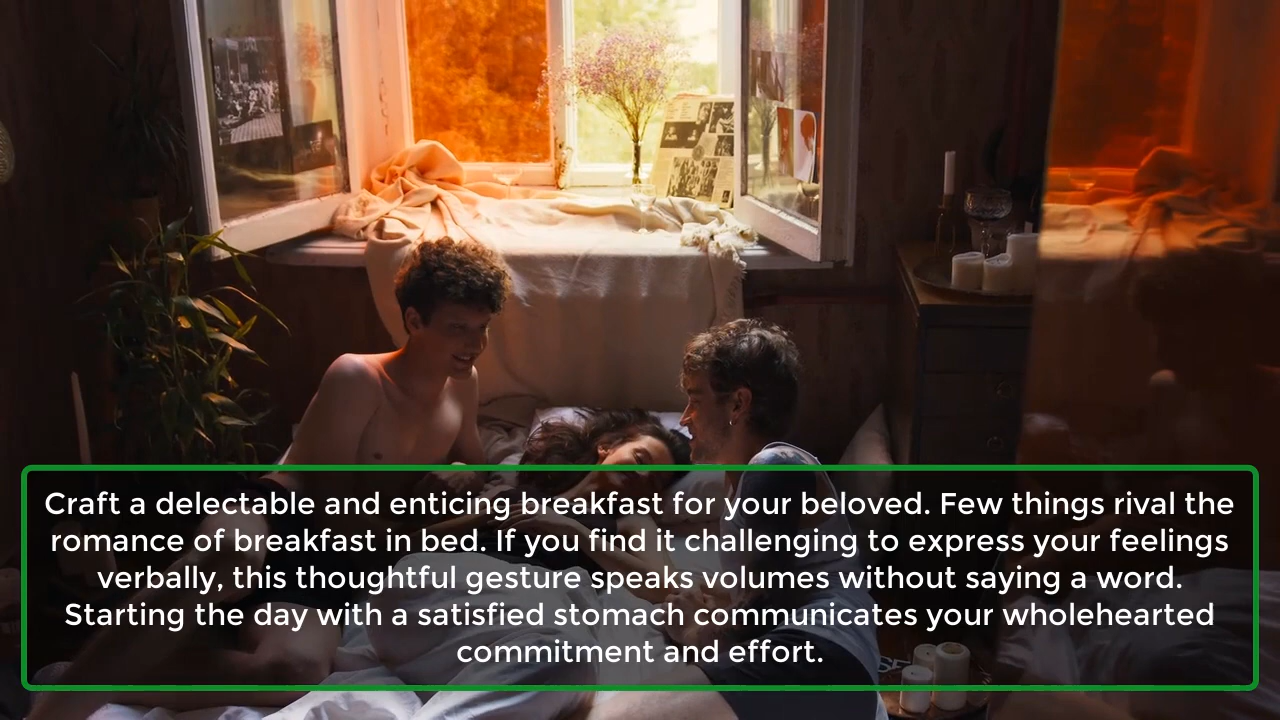 Craft a delectable and enticing breakfast for your beloved. Few things rival the
romance of breakfast in bed. If you find it challenging to express your feelings
verbally, this thoughtful gesture speaks volumes without saying a word.
Starting the day with a satisfied stomach communicates your wholehearted
commitment and effort.